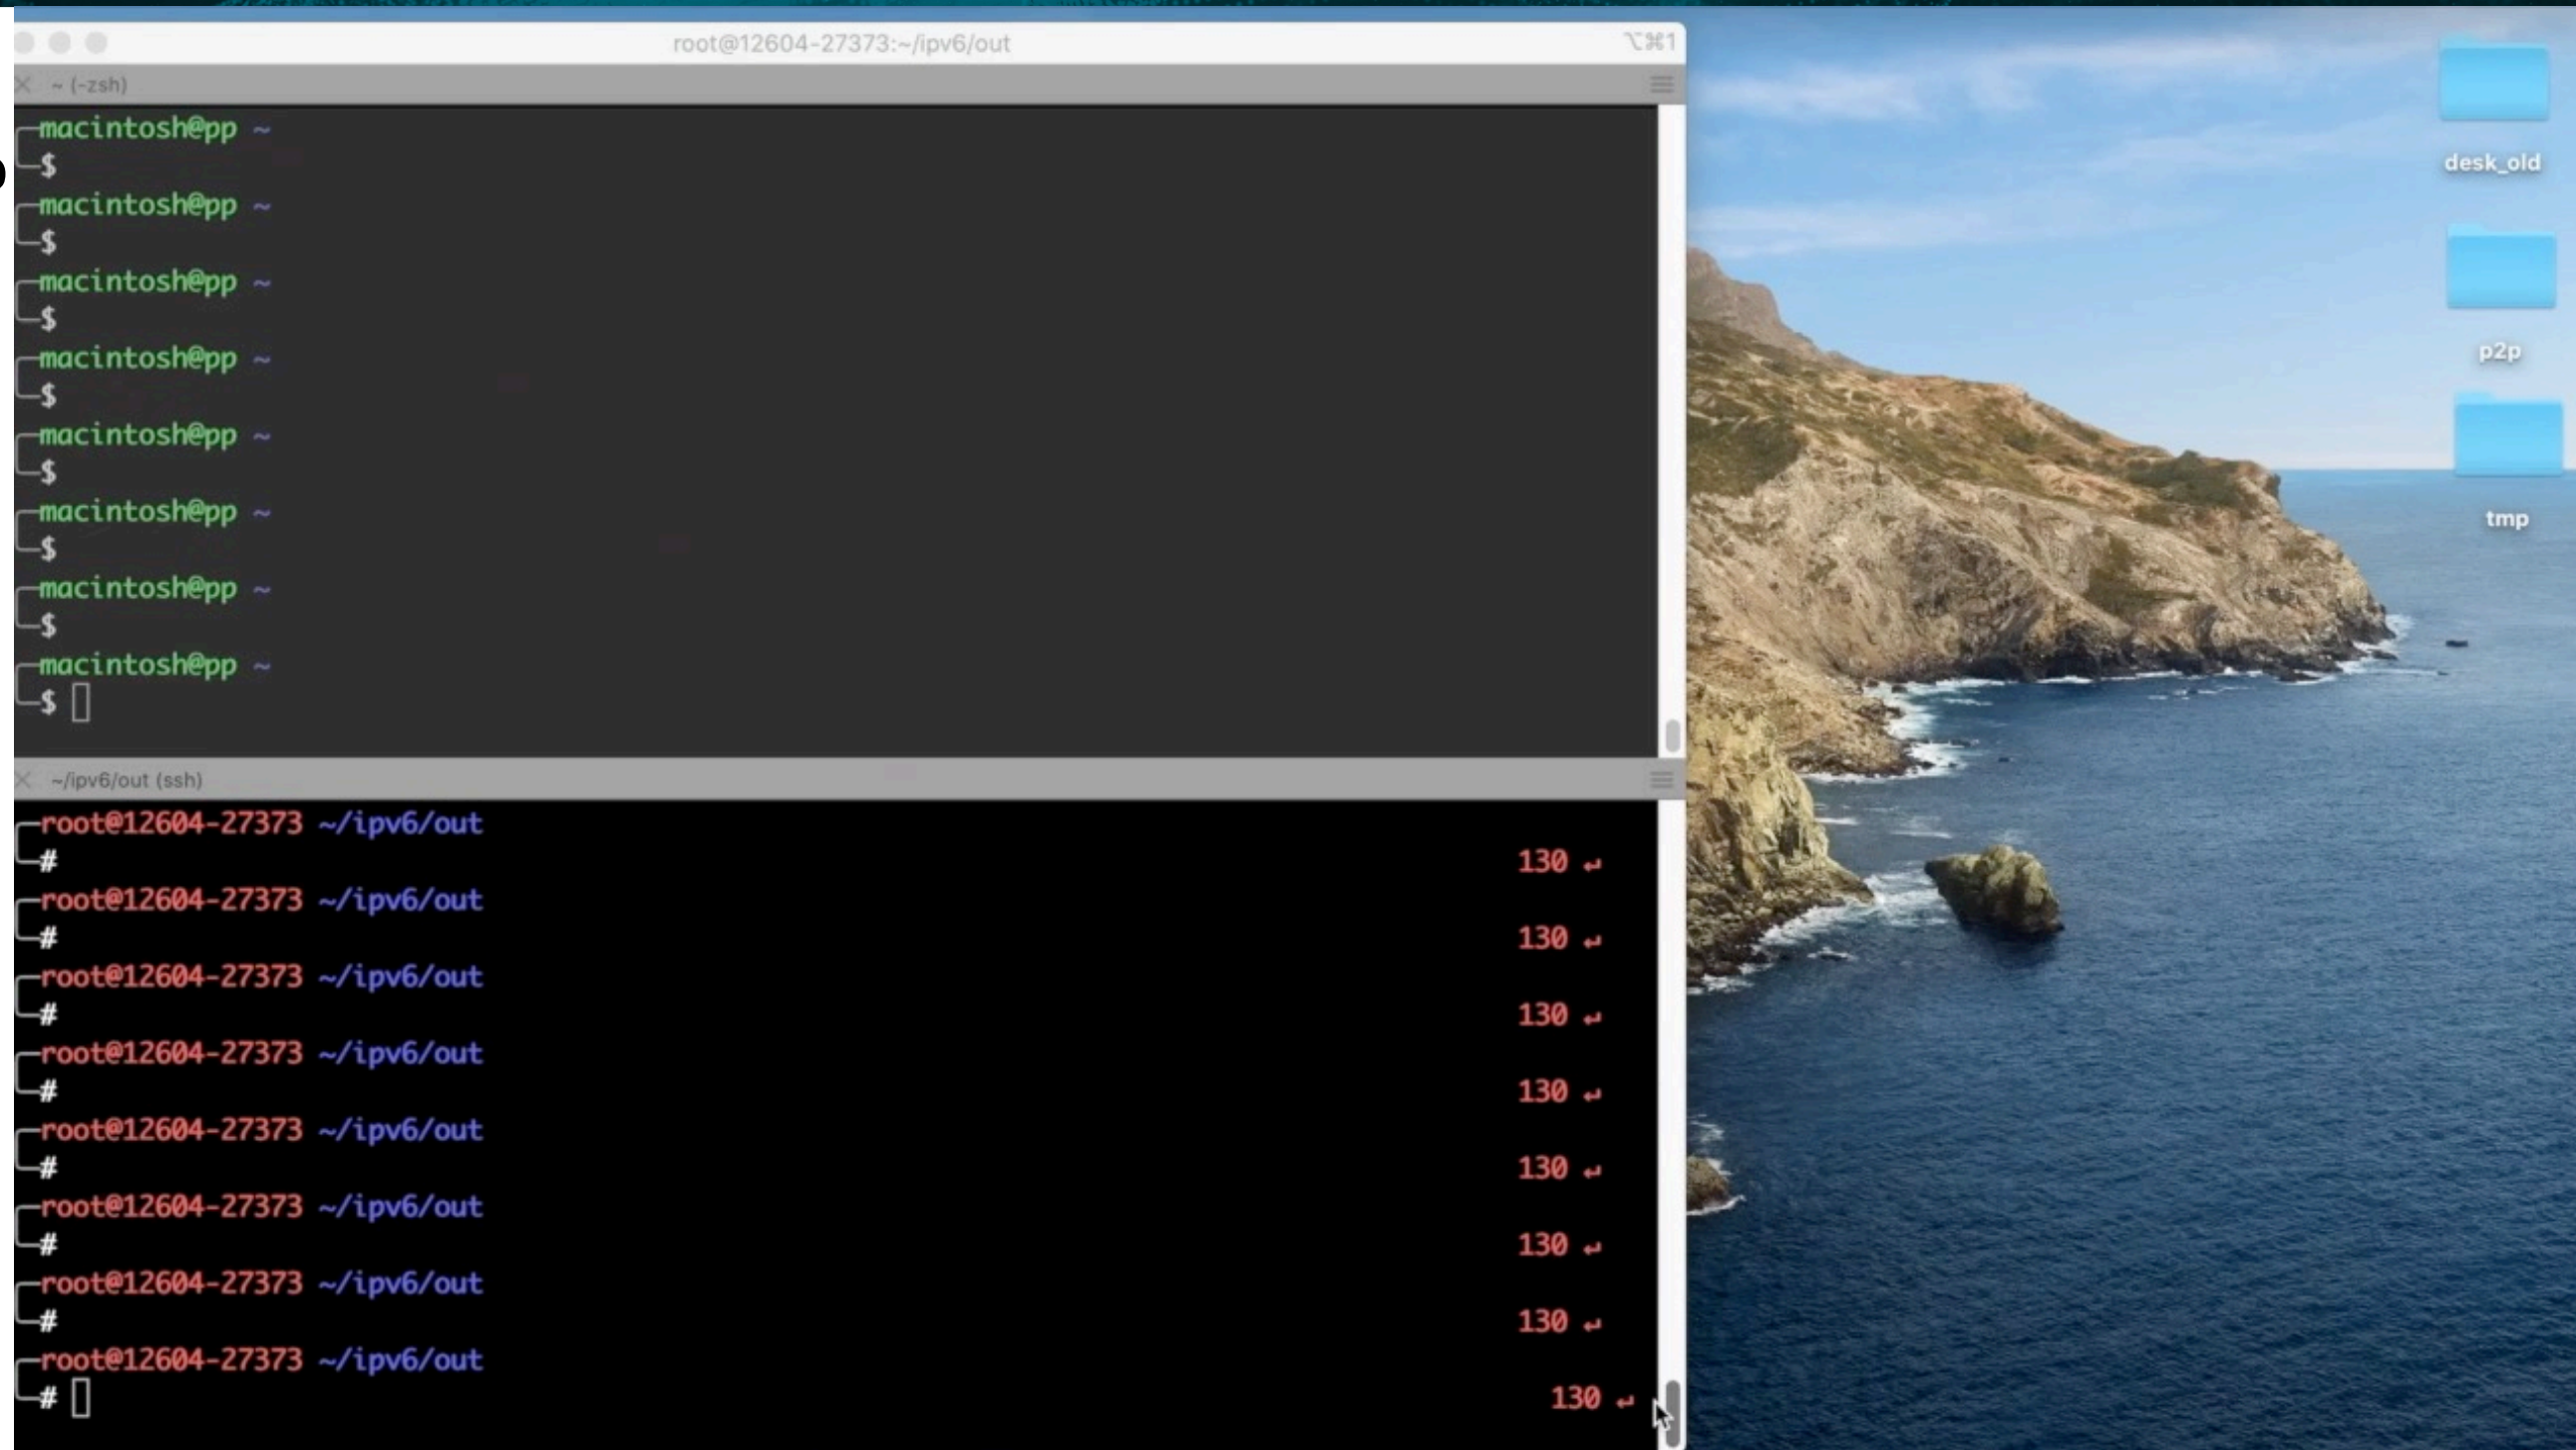 root@12604-27373:~/ipv6/out
⌥⌘1
~ (-zsh)
macintosh@pp ~
$
macintosh@pp ~
$
macintosh@pp ~
$
macintosh@pp ~
$
macintosh@pp ~
$
macintosh@pp ~
$
macintosh@pp ~
$
macintosh@pp ~
$
~/ipv6/out (ssh)
root@12604-27373 ~/ipv6/out
# 130 ↵
root@12604-27373 ~/ipv6/out
# 130 ↵
root@12604-27373 ~/ipv6/out
# 130 ↵
root@12604-27373 ~/ipv6/out
# 130 ↵
root@12604-27373 ~/ipv6/out
# 130 ↵
root@12604-27373 ~/ipv6/out
# 130 ↵
root@12604-27373 ~/ipv6/out
# 130 ↵
root@12604-27373 ~/ipv6/out
# 130 ↵
desk_old
p2p
tmp